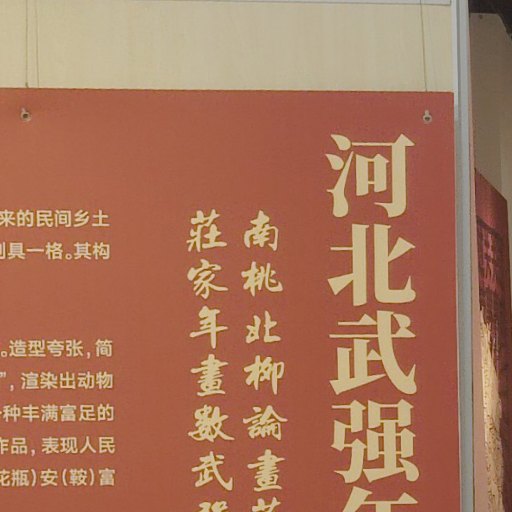 河北武强年
南桃北柳論畫
莊家年畫數武强
来的民间乡土
别具一格。其构
。造型夸张，简
”，渲染出动物
种丰满富足的
作品，表现人民
花瓶）安（鞍）富